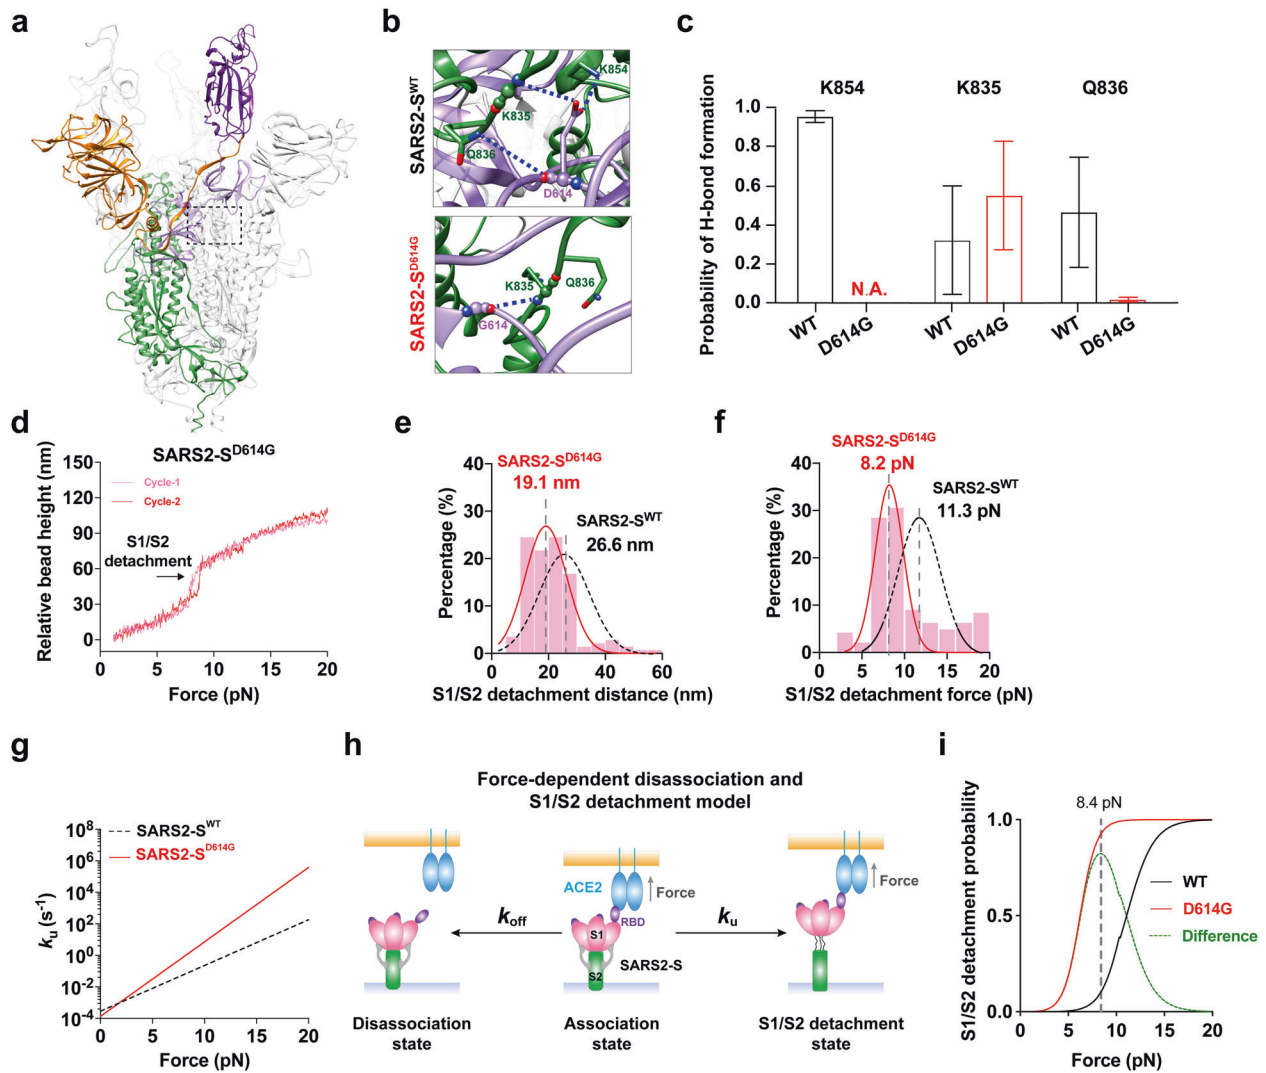 a
b
SARS2-S^WT
K854
K835
Q836
D614
SARS2-S^D614G
K835
Q836
G614
c
K854
K835
Q836
Probability of H-bond formation
1.0
0.8
0.6
0.4
0.2
0.0
N.A.
WT
D614G
WT
D614G
WT
D614G
d
SARS2-S^D614G
Relative bead height (nm)
150
120
90
60
30
0
Cycle-1
Cycle-2
S1/S2
detachment
0
5
10
15
20
Force (pN)
e
SARS2-S^D614G
19.1 nm
SARS2-S^WT
26.6 nm
Percentage (%)
40
30
20
10
0
0
20
40
60
S1/S2 detachment distance (nm)
f
SARS2-S^D614G
8.2 pN
SARS2-S^WT
11.3 pN
Percentage (%)
40
30
20
10
0
0
5
10
15
20
S1/S2 detachment force (pN)
g
SARS2-S^WT
SARS2-S^D614G
k_u (s^-1)
10^8
10^6
10^4
10^2
10^0
10^-2
10^-4
0
5
10
15
20
Force (pN)
h
Force-dependent disassociation and
S1/S2 detachment model
ACE2
Force
RBD
S1
S2
SARS2-S
k_off
k_u
Force
Disassociation
state
Association
state
S1/S2 detachment
state
i
S1/S2 detachment probability
8.4 pN
1.0
0.5
0.0
WT
D614G
Difference
0
5
10
15
20
Force (pN)